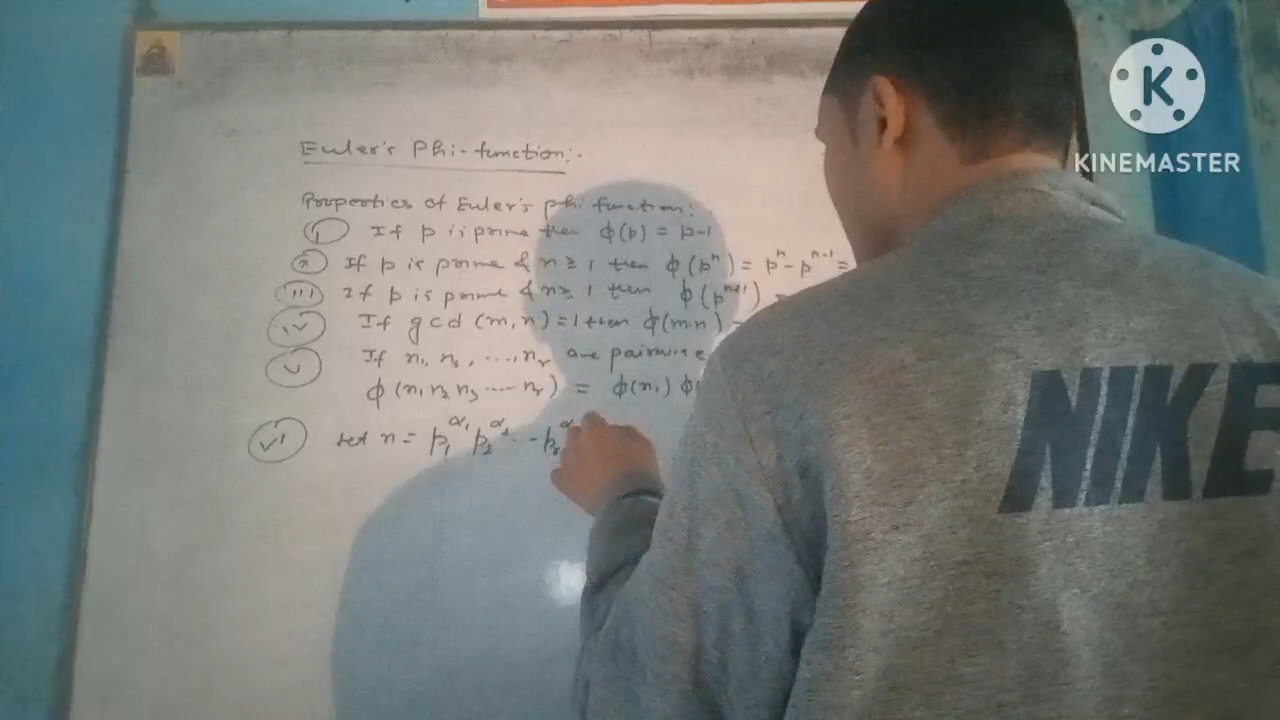 Euler's Phi-function:-
Properties of Euler's phi function:
(i) If p is prime then ϕ(p) = p-1
(ii) If p is prime & n ≥ 1 then ϕ(pⁿ) = pⁿ - pⁿ⁻¹ =
(iii) If p is prime & n ≥ 1 then ϕ(pⁿ⁺¹)
(iv) If gcd (m, n) = 1 then ϕ(m.n)
(v) If n₁, n₂, ...., nᵣ are pairwise
ϕ(n₁ n₂ n₃ ..... nᵣ) = ϕ(n₁) ϕ(
(vi) Let n = p₁^α₁ p₂^α₂ .. - pᵣ^α
KINEMASTER
NIKE